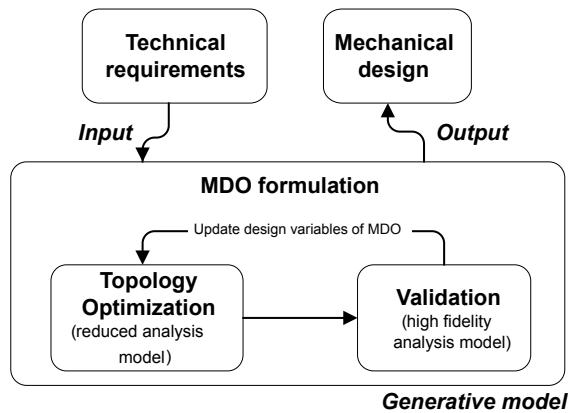 Technical
requirements
Mechanical
design
Input
Output
MDO formulation
Update design variables of MDO
Topology
Optimization
(reduced analysis
model)
Validation
(high fidelity
analysis model)
Generative model